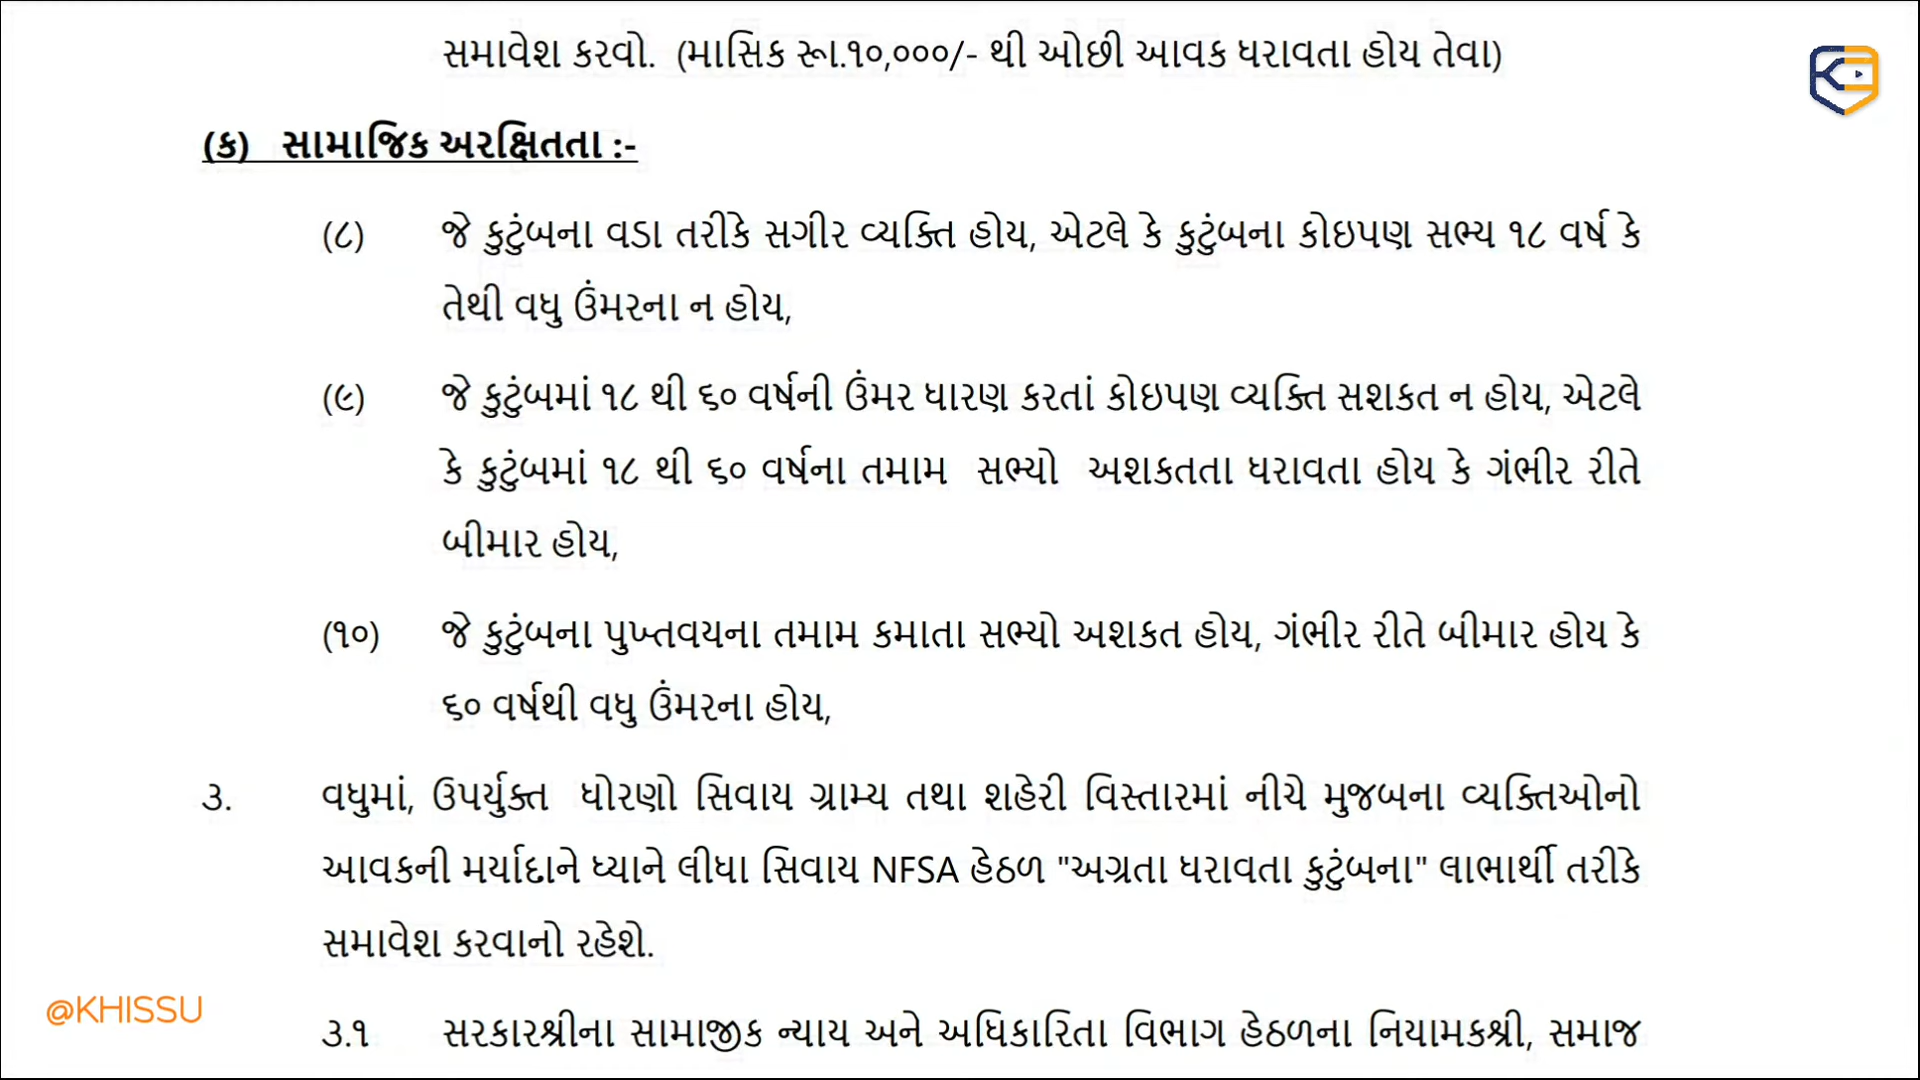 સમાવેશ કરવો. (માસિક રૂા.૧૦,૦૦૦/- થી ઓછી આવક ધરાવતા હોય તેવા)
(ક) સામાજિક અરક્ષિતતા :-
(૮) જે કુટુંબના વડા તરીકે સગીર વ્યક્તિ હોય, એટલે કે કુટુંબના કોઇપણ સભ્ય ૧૮ વર્ષ કે
તેથી વધુ ઉંમરના ન હોય,
(૯) જે કુટુંબમાં ૧૮ થી ૬૦ વર્ષની ઉંમર ધારણ કરતાં કોઇપણ વ્યક્તિ સશકત ન હોય, એટલે
કે કુટુંબમાં ૧૮ થી ૬૦ વર્ષના તમામ સભ્યો અશકતતા ધરાવતા હોય કે ગંભીર રીતે
બીમાર હોય,
(૧૦) જે કુટુંબના પુખ્તવયના તમામ કમાતા સભ્યો અશકત હોય, ગંભીર રીતે બીમાર હોય કે
૬૦ વર્ષથી વધુ ઉંમરના હોય,
૩. વધુમાં, ઉપર્યુક્ત ધોરણો સિવાય ગ્રામ્ય તથા શહેરી વિસ્તારમાં નીચે મુજબના વ્યક્તિઓનો
આવકની મર્યાદાને ધ્યાને લીધા સિવાય NFSA હેઠળ "અગ્રતા ધરાવતા કુટુંબના" લાભાર્થી તરીકે
સમાવેશ કરવાનો રહેશે.
@KHISSU
૩.૧ સરકારશ્રીના સામાજીક ન્યાય અને અધિકારિતા વિભાગ હેઠળના નિયામકશ્રી, સમાજ